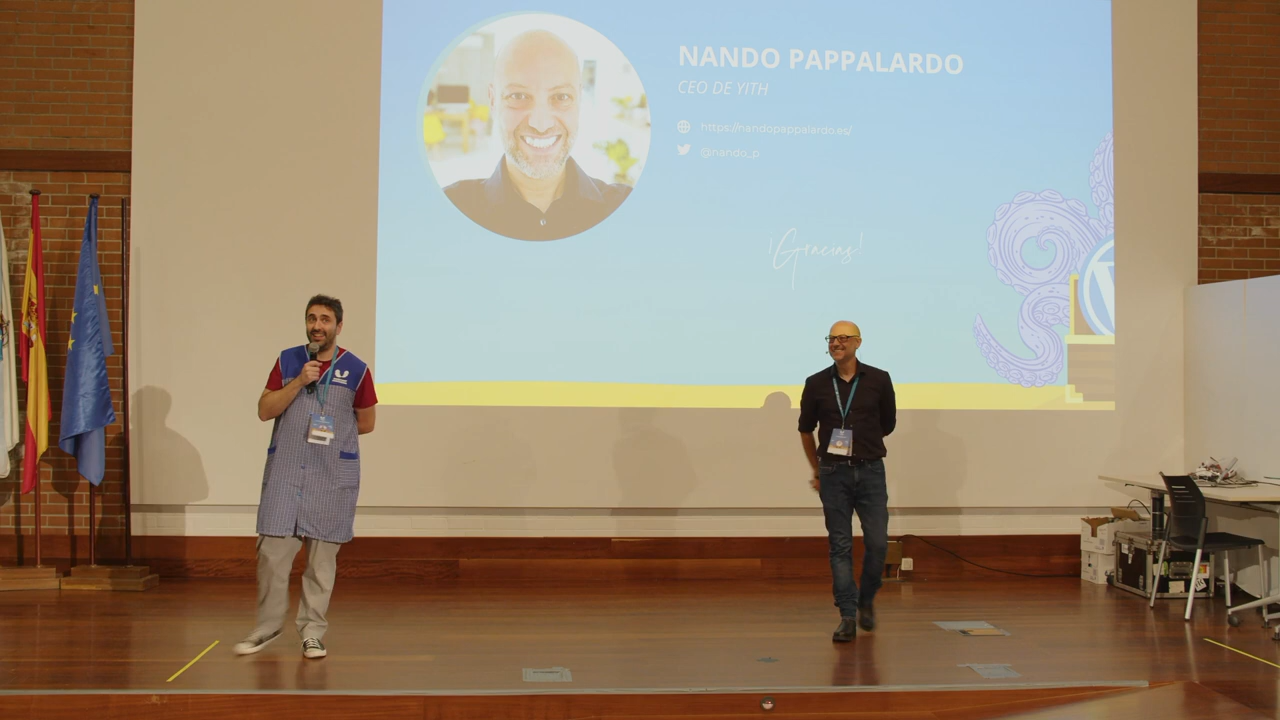 NANDO PAPPALARDO
CEO DE YITH
https://nandopappalardo.es/
@nando_p
¡Gracias!